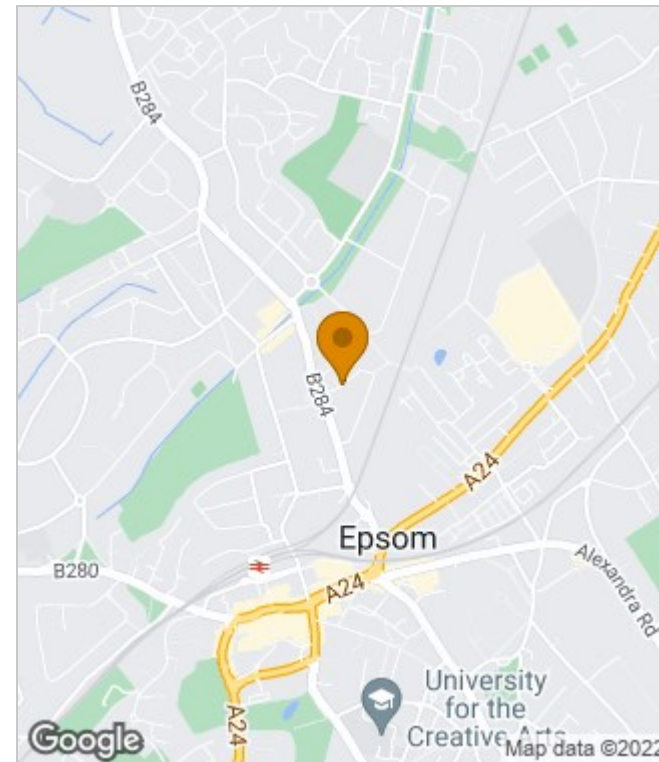 B284
B284
A24
Epsom
B280
A24
Alexandra Rd
University
for the
Creative Arts
A24
Google
Map data ©2022